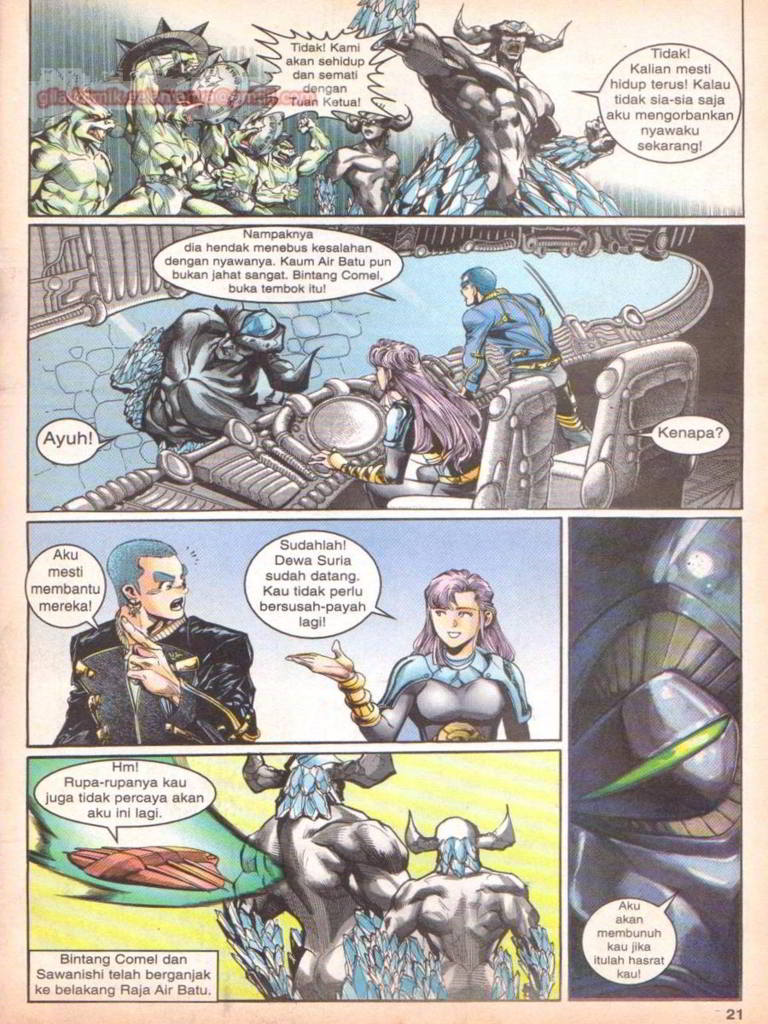 Tidak! Kami
akan sehidup
dan semati
dengan
Tuan Ketua!
Tidak!
Kalian mesti
hidup terus! Kalau
tidak sia-sia saja
aku mengorbankan
nyawaku
sekarang!
Nampaknya
dia hendak menebus kesalahan
dengan nyawanya. Kaum Air Batu pun
bukan jahat sangat. Bintang Comel,
buka tembok itu!
Ayuh!
Kenapa?
Aku
mesti
membantu
mereka!
Sudahlah!
Dewa Suria
sudah datang.
Kau tidak perlu
bersusah-payah
lagi!
Hm!
Rupa-rupanya kau
juga tidak percaya akan
aku ini lagi.
Bintang Comel dan
Sawanishi telah berganjak
ke belakang Raja Air Batu.
Aku
akan
membunuh
kau jika
itulah hasrat
kau!
21